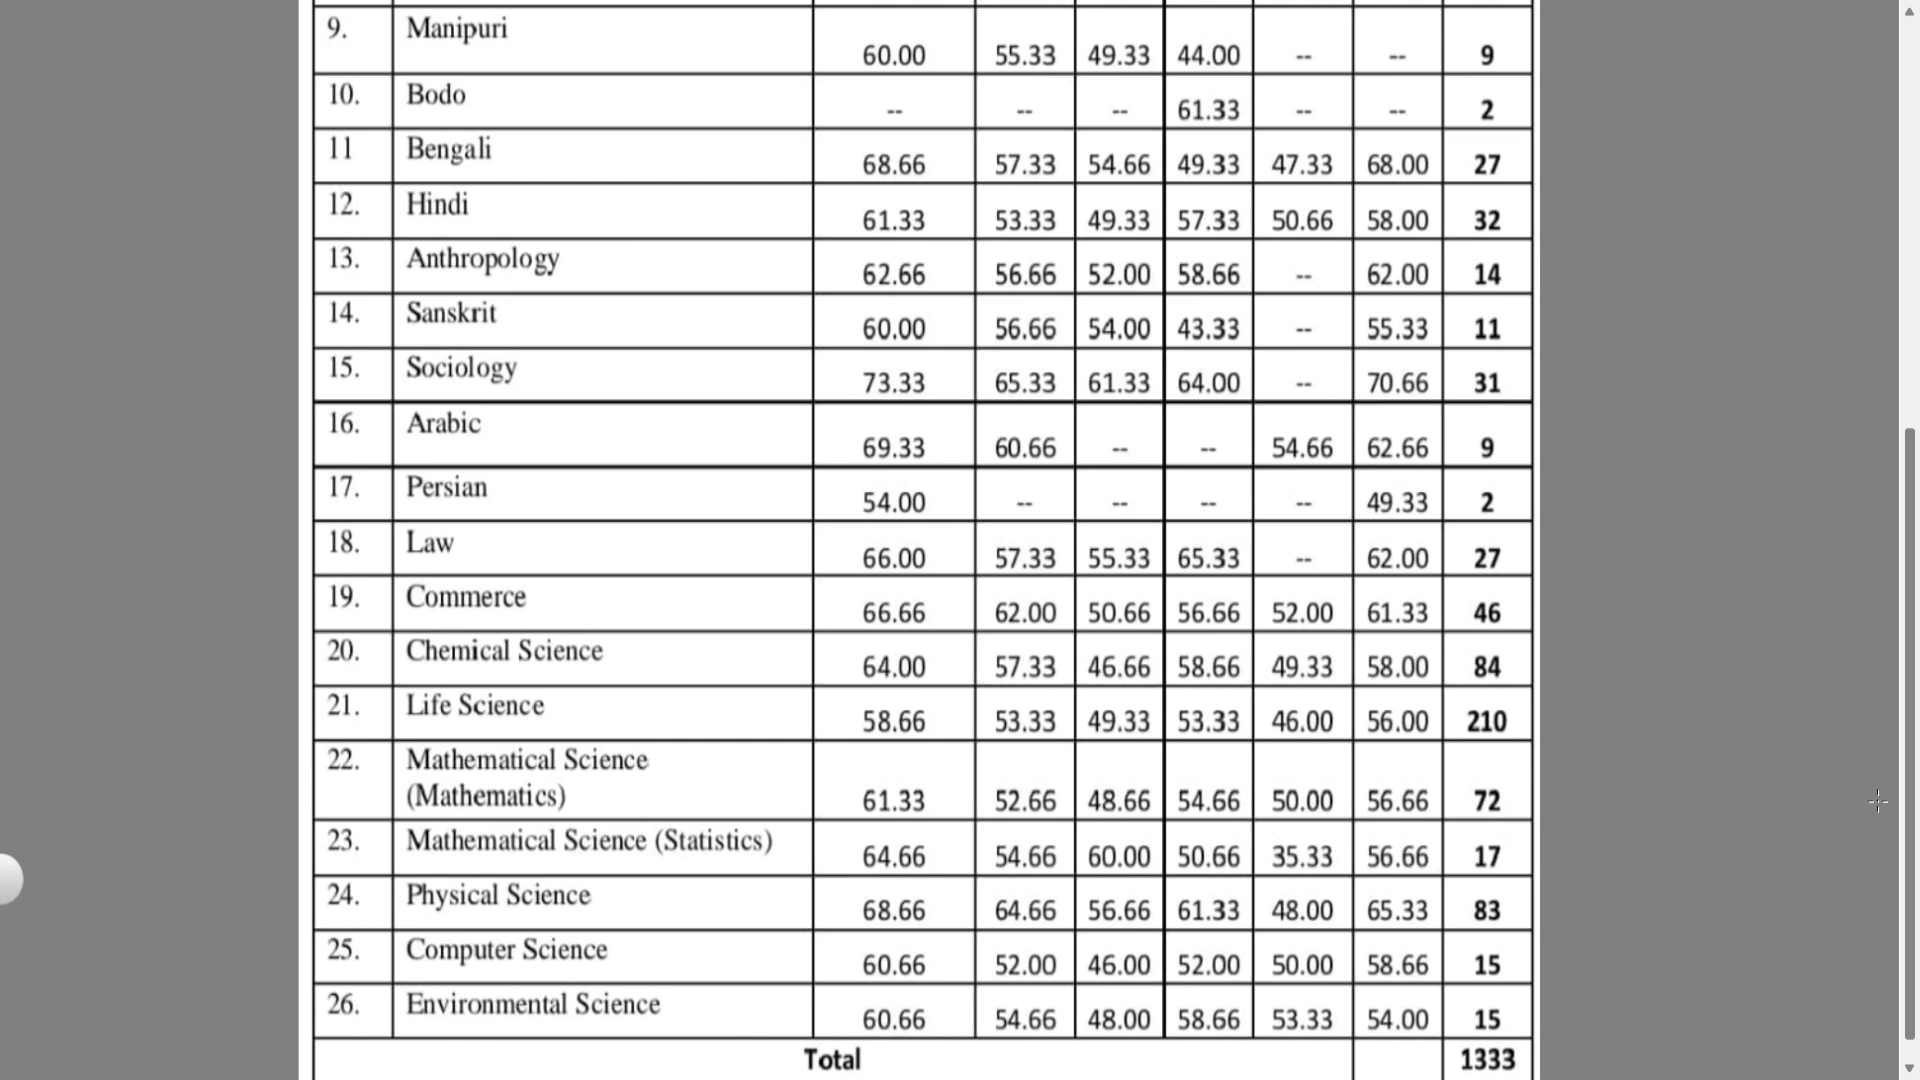 9. Manipuri 60.00 55.33 49.33 44.00 -- -- 9
10. Bodo -- -- -- 61.33 -- -- 2
11 Bengali 68.66 57.33 54.66 49.33 47.33 68.00 27
12. Hindi 61.33 53.33 49.33 57.33 50.66 58.00 32
13. Anthropology 62.66 56.66 52.00 58.66 -- 62.00 14
14. Sanskrit 60.00 56.66 54.00 43.33 -- 55.33 11
15. Sociology 73.33 65.33 61.33 64.00 -- 70.66 31
16. Arabic 69.33 60.66 -- -- 54.66 62.66 9
17. Persian 54.00 -- -- -- -- 49.33 2
18. Law 66.00 57.33 55.33 65.33 -- 62.00 27
19. Commerce 66.66 62.00 50.66 56.66 52.00 61.33 46
20. Chemical Science 64.00 57.33 46.66 58.66 49.33 58.00 84
21. Life Science 58.66 53.33 49.33 53.33 46.00 56.00 210
22. Mathematical Science
(Mathematics) 61.33 52.66 48.66 54.66 50.00 56.66 72
23. Mathematical Science (Statistics) 64.66 54.66 60.00 50.66 35.33 56.66 17
24. Physical Science 68.66 64.66 56.66 61.33 48.00 65.33 83
25. Computer Science 60.66 52.00 46.00 52.00 50.00 58.66 15
26. Environmental Science 60.66 54.66 48.00 58.66 53.33 54.00 15
Total 1333